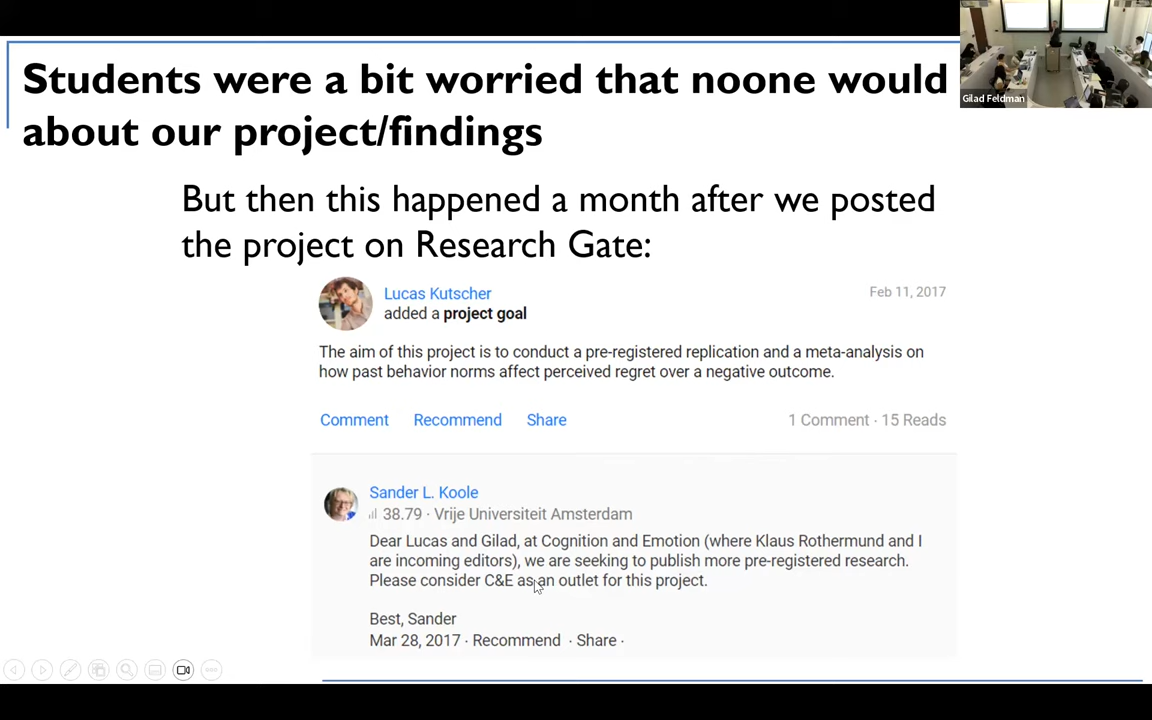 Students were a bit worried that noone would
about our project/findings
Gilad Feldman
But then this happened a month after we posted
the project on Research Gate:
Lucas Kutscher
added a project goal
Feb 11, 2017
The aim of this project is to conduct a pre-registered replication and a meta-analysis on
how past behavior norms affect perceived regret over a negative outcome.
Comment Recommend Share
1 Comment · 15 Reads
Sander L. Koole
38.79 · Vrije Universiteit Amsterdam
Dear Lucas and Gilad, at Cognition and Emotion (where Klaus Rothermund and I
are incoming editors), we are seeking to publish more pre-registered research.
Please consider C&E as an outlet for this project.
Best, Sander
Mar 28, 2017 · Recommend · Share ·